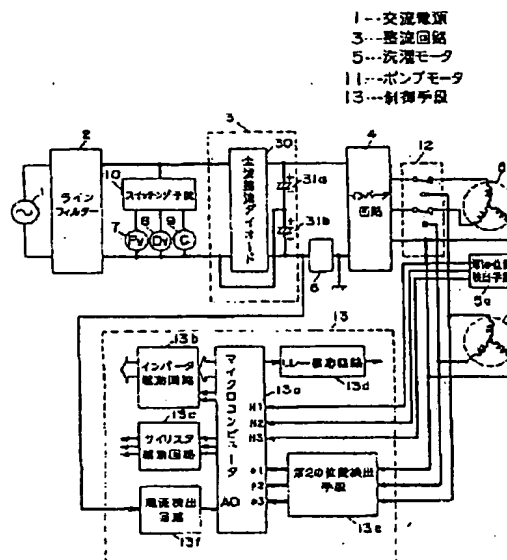 1---交流電源
3---整流回路
5---洗濯モータ
11---ポンプモータ
13---制御手段
2
3
30
4
12
10
ライン
フィルター
スイッチング手段
全波整流ダイオード
31a
31b
インバータ
回路
1
7
8
9
FV
DV
C
6
5a
13
13b
インバータ
駆動回路
マイクロコンピュータ
13a
リレー駆動回路
13d
13c
サイリスタ
駆動回路
H1
H2
H3
P1
P2
P3
AD
電流検出
回路
13f
第2の位置検出
手段
13e